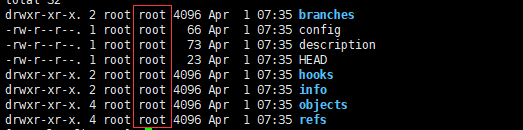 total 32
drwxr-xr-x. 2 root root 4096 Apr  1 07:35 branches
-rw-r--r--. 1 root root   66 Apr  1 07:35 config
-rw-r--r--. 1 root root   73 Apr  1 07:35 description
-rw-r--r--. 1 root root   23 Apr  1 07:35 HEAD
drwxr-xr-x. 2 root root 4096 Apr  1 07:35 hooks
drwxr-xr-x. 2 root root 4096 Apr  1 07:35 info
drwxr-xr-x. 4 root root 4096 Apr  1 07:35 objects
drwxr-xr-x. 4 root root 4096 Apr  1 07:35 refs